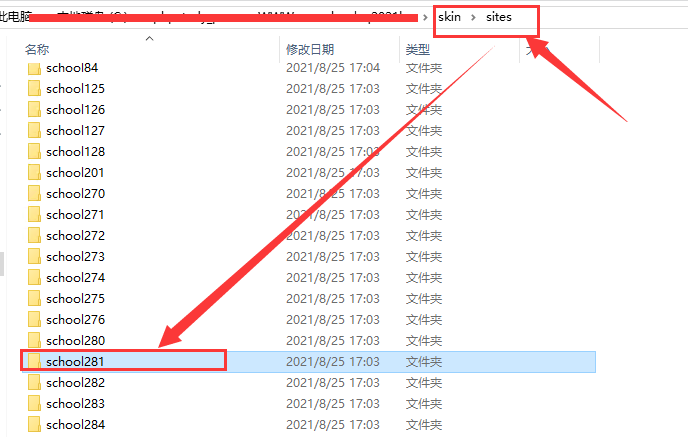 skin > sites
名称 修改日期 类型
school84 2021/8/25 17:04 文件夹
school125 2021/8/25 17:03 文件夹
school126 2021/8/25 17:03 文件夹
school127 2021/8/25 17:03 文件夹
school128 2021/8/25 17:03 文件夹
school201 2021/8/25 17:03 文件夹
school270 2021/8/25 17:03 文件夹
school271 2021/8/25 17:03 文件夹
school272 2021/8/25 17:03 文件夹
school273 2021/8/25 17:03 文件夹
school274 2021/8/25 17:03 文件夹
school275 2021/8/25 17:03 文件夹
school276 2021/8/25 17:03 文件夹
school280 2021/8/25 17:03 文件夹
school281 2021/8/25 17:03 文件夹
school282 2021/8/25 17:03 文件夹
school283 2021/8/25 17:03 文件夹
school284 2021/8/25 17:03 文件夹